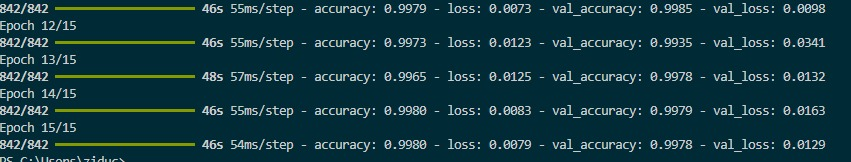 842/842 ━━━━━━━━━━━━━━━━━━━━ 46s 55ms/step - accuracy: 0.9979 - loss: 0.0073 - val_accuracy: 0.9985 - val_loss: 0.0098
Epoch 12/15
842/842 ━━━━━━━━━━━━━━━━━━━━ 46s 55ms/step - accuracy: 0.9973 - loss: 0.0123 - val_accuracy: 0.9935 - val_loss: 0.0341
Epoch 13/15
842/842 ━━━━━━━━━━━━━━━━━━━━ 48s 57ms/step - accuracy: 0.9965 - loss: 0.0125 - val_accuracy: 0.9978 - val_loss: 0.0132
Epoch 14/15
842/842 ━━━━━━━━━━━━━━━━━━━━ 46s 55ms/step - accuracy: 0.9980 - loss: 0.0083 - val_accuracy: 0.9979 - val_loss: 0.0163
Epoch 15/15
842/842 ━━━━━━━━━━━━━━━━━━━━ 46s 54ms/step - accuracy: 0.9980 - loss: 0.0079 - val_accuracy: 0.9978 - val_loss: 0.0129
PS C:\Users\